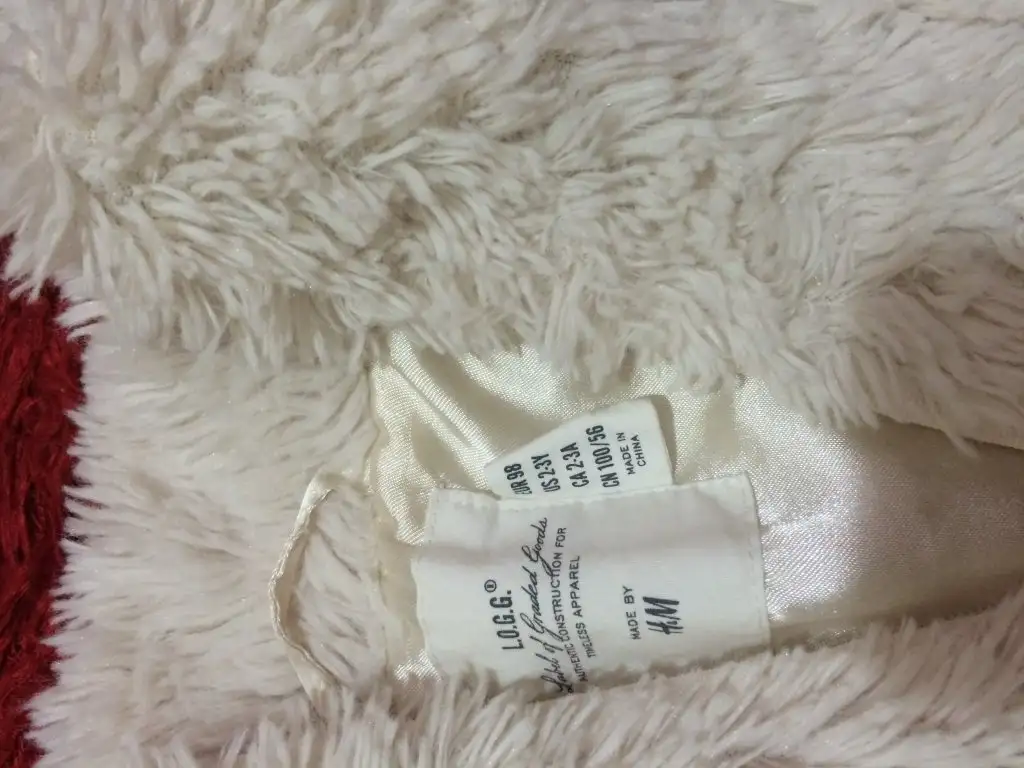 EUR 98
US 2-3Y
CA 2-3A
CN 100/56
MADE IN
CHINA
L.O.G.G.®
Label of Graded Goods
AUTHENTIC CONSTRUCTION FOR
TIMELESS APPAREL
MADE BY
H&M